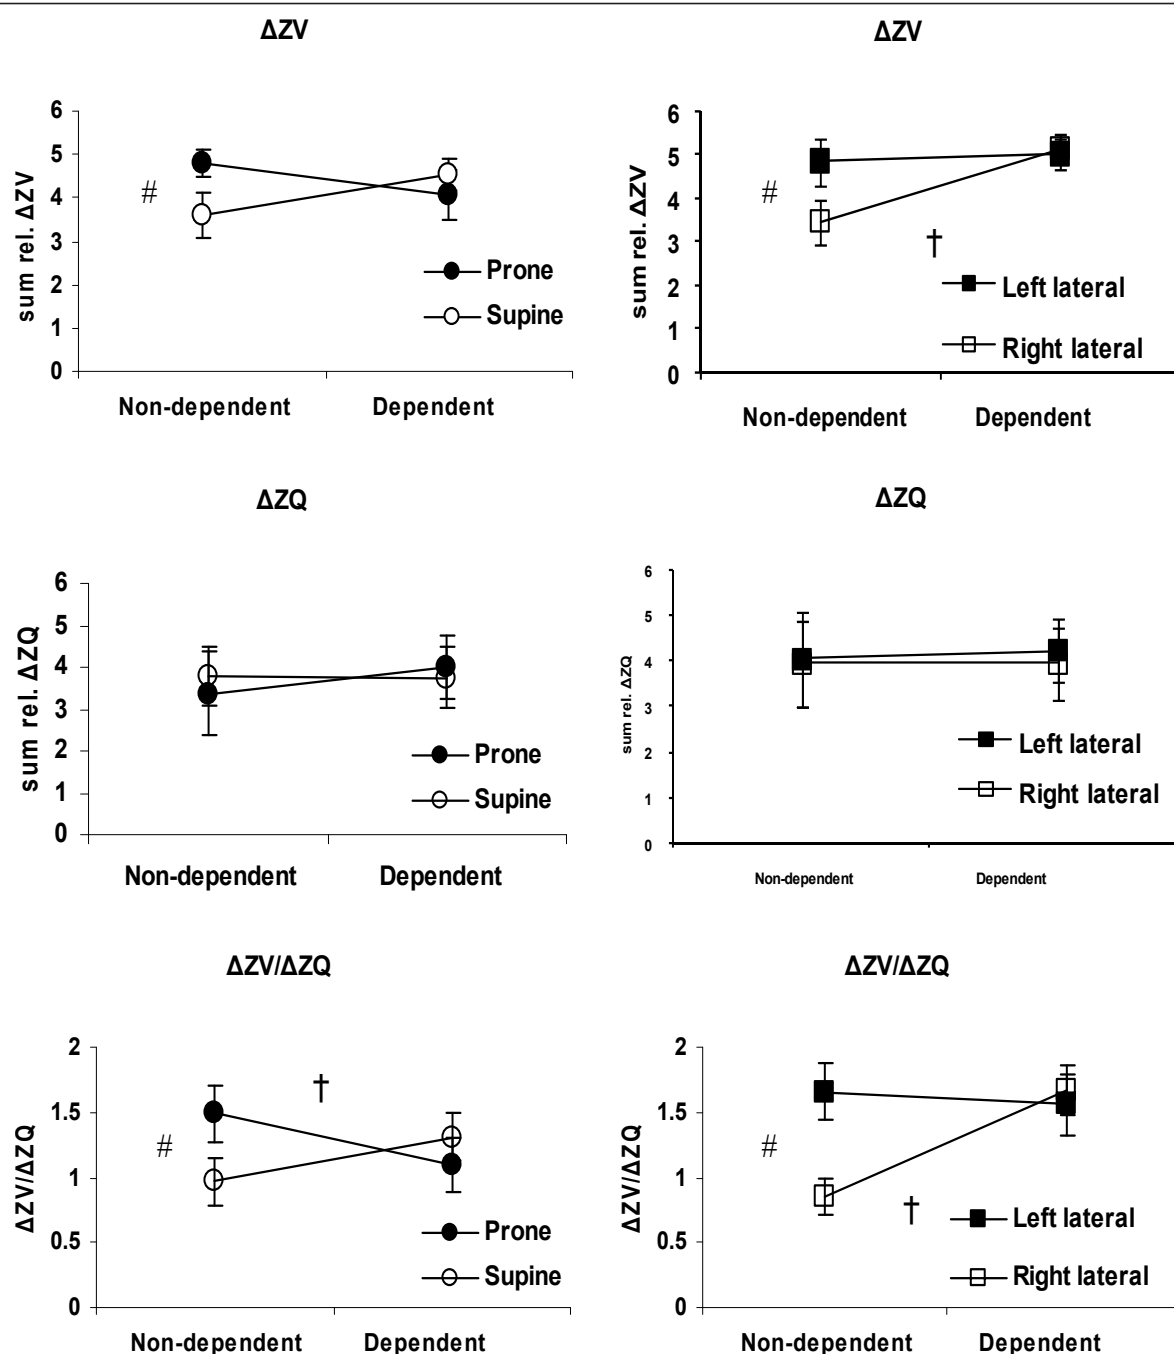 ΔZV
sum rel. ΔZV
6
5
4
3
2
1
0
#
Prone
Supine
Non-dependent
Dependent
ΔZV
sum rel. ΔZV
6
5
4
3
2
1
0
#
†
Left lateral
Right lateral
Non-dependent
Dependent
ΔZQ
sum rel. ΔZQ
6
5
4
3
2
1
0
Prone
Supine
Non-dependent
Dependent
ΔZQ
sum rel. ΔZQ
6
5
4
3
2
1
0
Left lateral
Right lateral
Non-dependent
Dependent
ΔZV/ΔZQ
ΔZV/ΔZQ
2
1.5
1
0.5
0
#
†
Prone
Supine
Non-dependent
Dependent
ΔZV/ΔZQ
ΔZV/ΔZQ
2
1.5
1
0.5
0
#
†
Left lateral
Right lateral
Non-dependent
Dependent